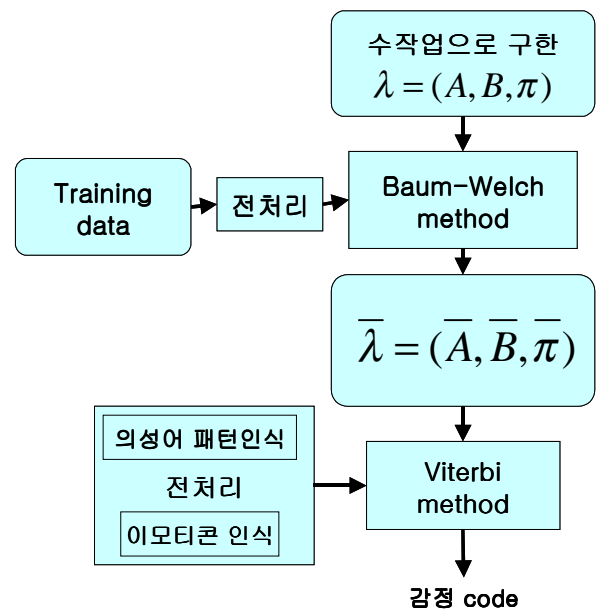 수작업으로 구한
λ = (A, B, π)
Training
data
전처리
Baum-Welch
method
λ̅ = (A̅, B̅, π̅)
의성어 패턴인식
전처리
이모티콘 인식
Viterbi
method
감정 code